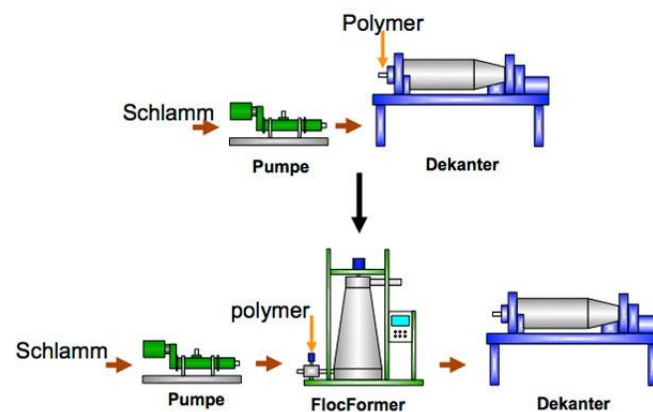 Polymer
Schlamm
Pumpe
Dekanter
polymer
Schlamm
Pumpe
FlocFormer
Dekanter